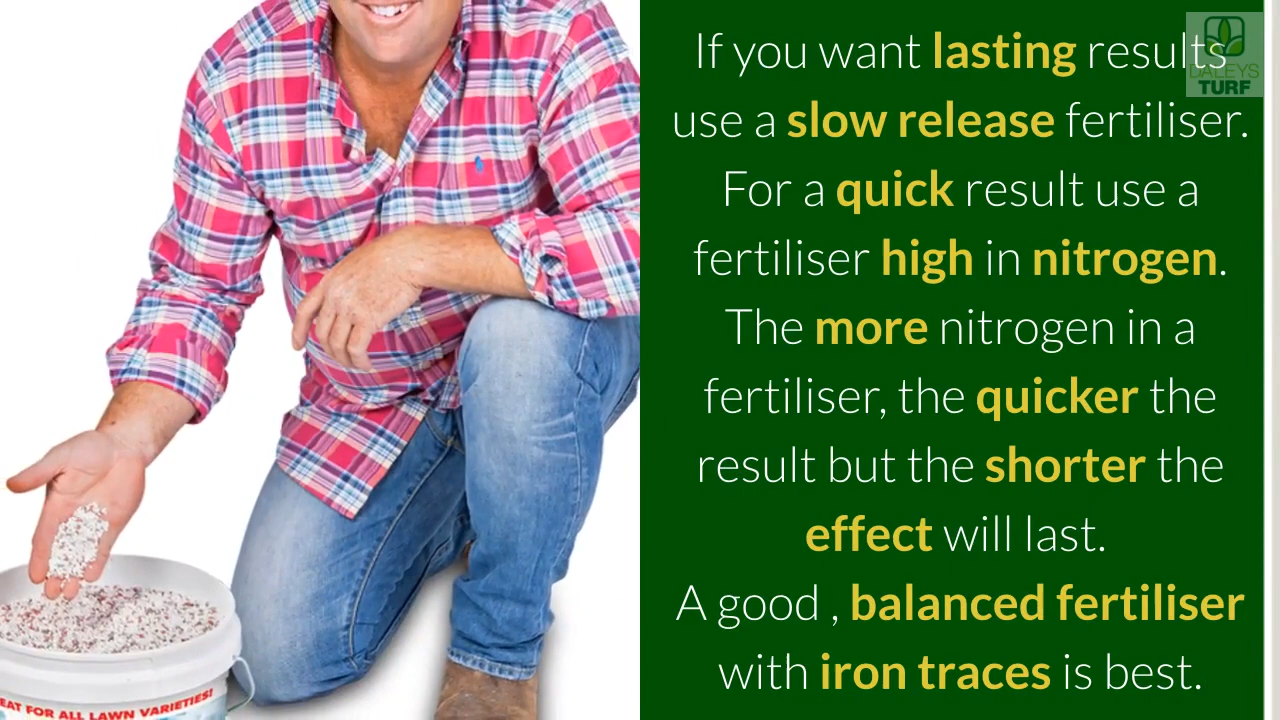 If you want lasting results
use a slow release fertiliser.
For a quick result use a
fertiliser high in nitrogen.
The more nitrogen in a
fertiliser, the quicker the
result but the shorter the
effect will last.
A good , balanced fertiliser
with iron traces is best.
DALEYS
TURF
EAT FOR ALL LAWN VARIETIES!